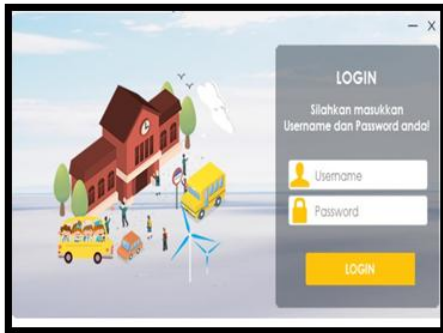 LOGIN
Silahkan masukkan
Username dan Password anda!
Username
Password
LOGIN